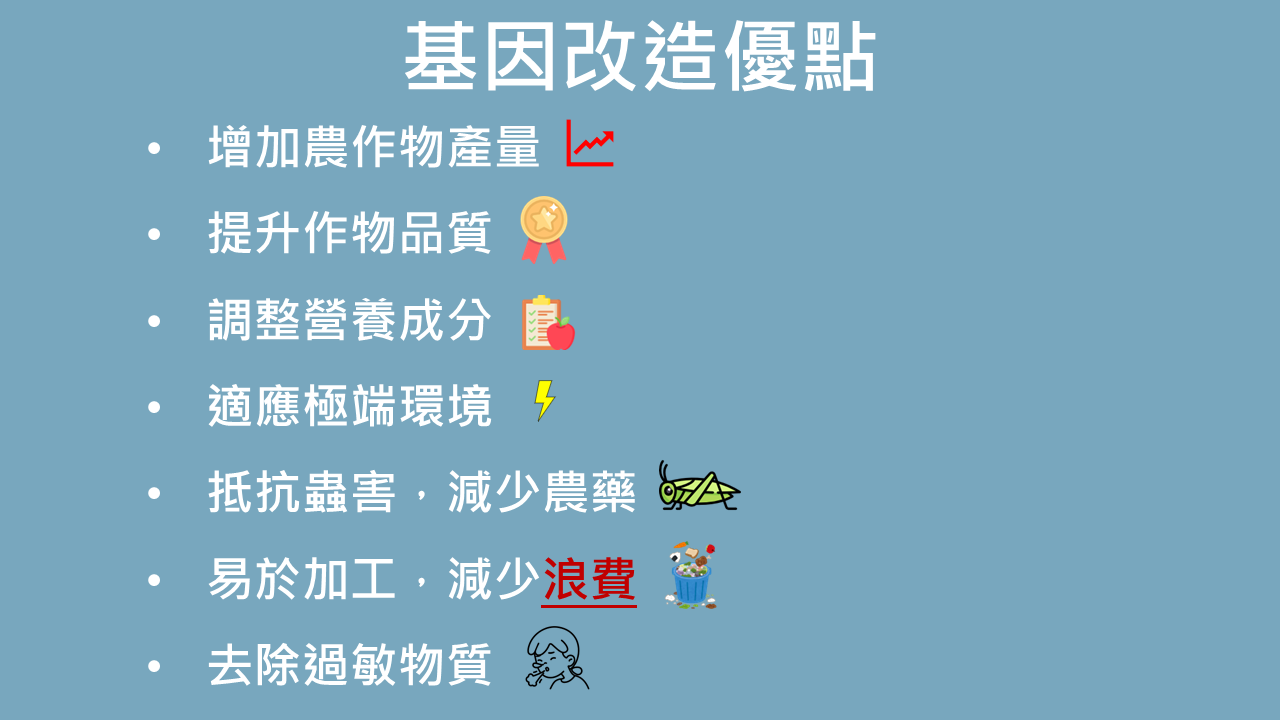 基因改造優點
• 增加農作物產量
• 提升作物品質
• 調整營養成分
• 適應極端環境
• 抵抗蟲害，減少農藥
• 易於加工，減少浪費
• 去除過敏物質